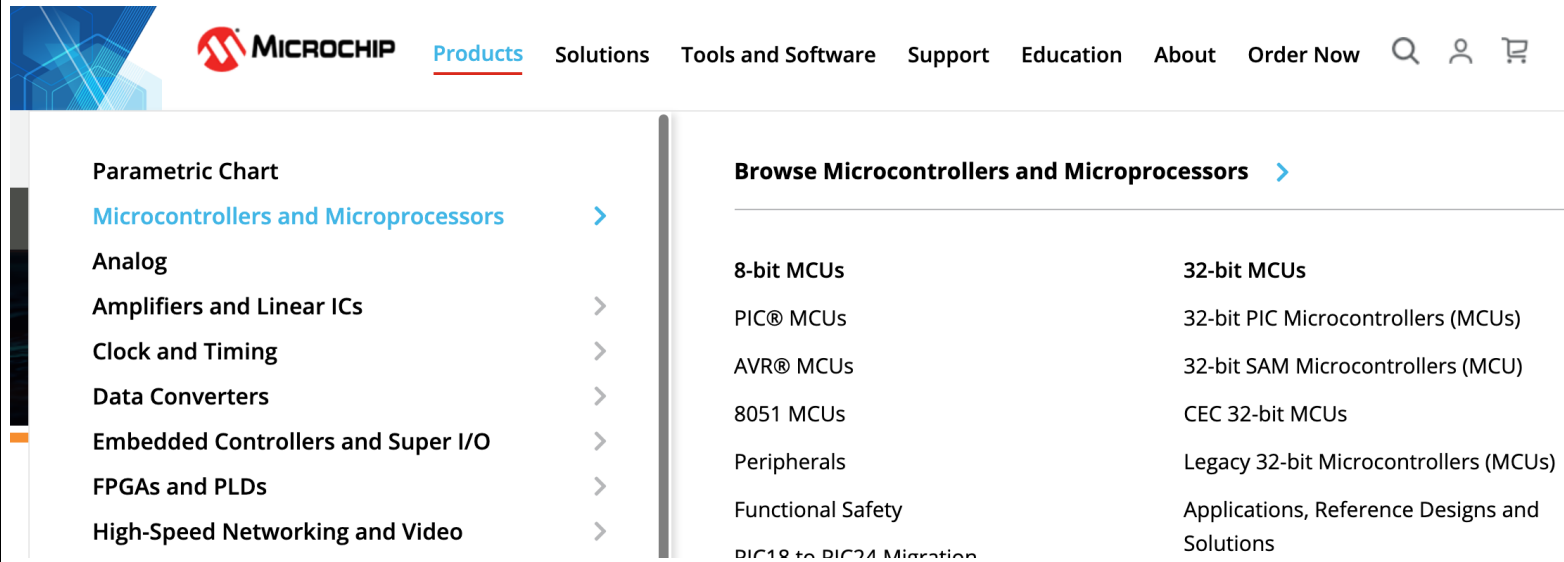 MICROCHIP
Products
Solutions
Tools and Software
Support
Education
About
Order Now
Parametric Chart
Microcontrollers and Microprocessors
Analog
Amplifiers and Linear ICs
Clock and Timing
Data Converters
Embedded Controllers and Super I/O
FPGAs and PLDs
High-Speed Networking and Video
Browse Microcontrollers and Microprocessors
8-bit MCUs
PIC® MCUs
AVR® MCUs
8051 MCUs
Peripherals
Functional Safety
PIC18 to PIC24 Migration
32-bit MCUs
32-bit PIC Microcontrollers (MCUs)
32-bit SAM Microcontrollers (MCU)
CEC 32-bit MCUs
Legacy 32-bit Microcontrollers (MCUs)
Applications, Reference Designs and
Solutions